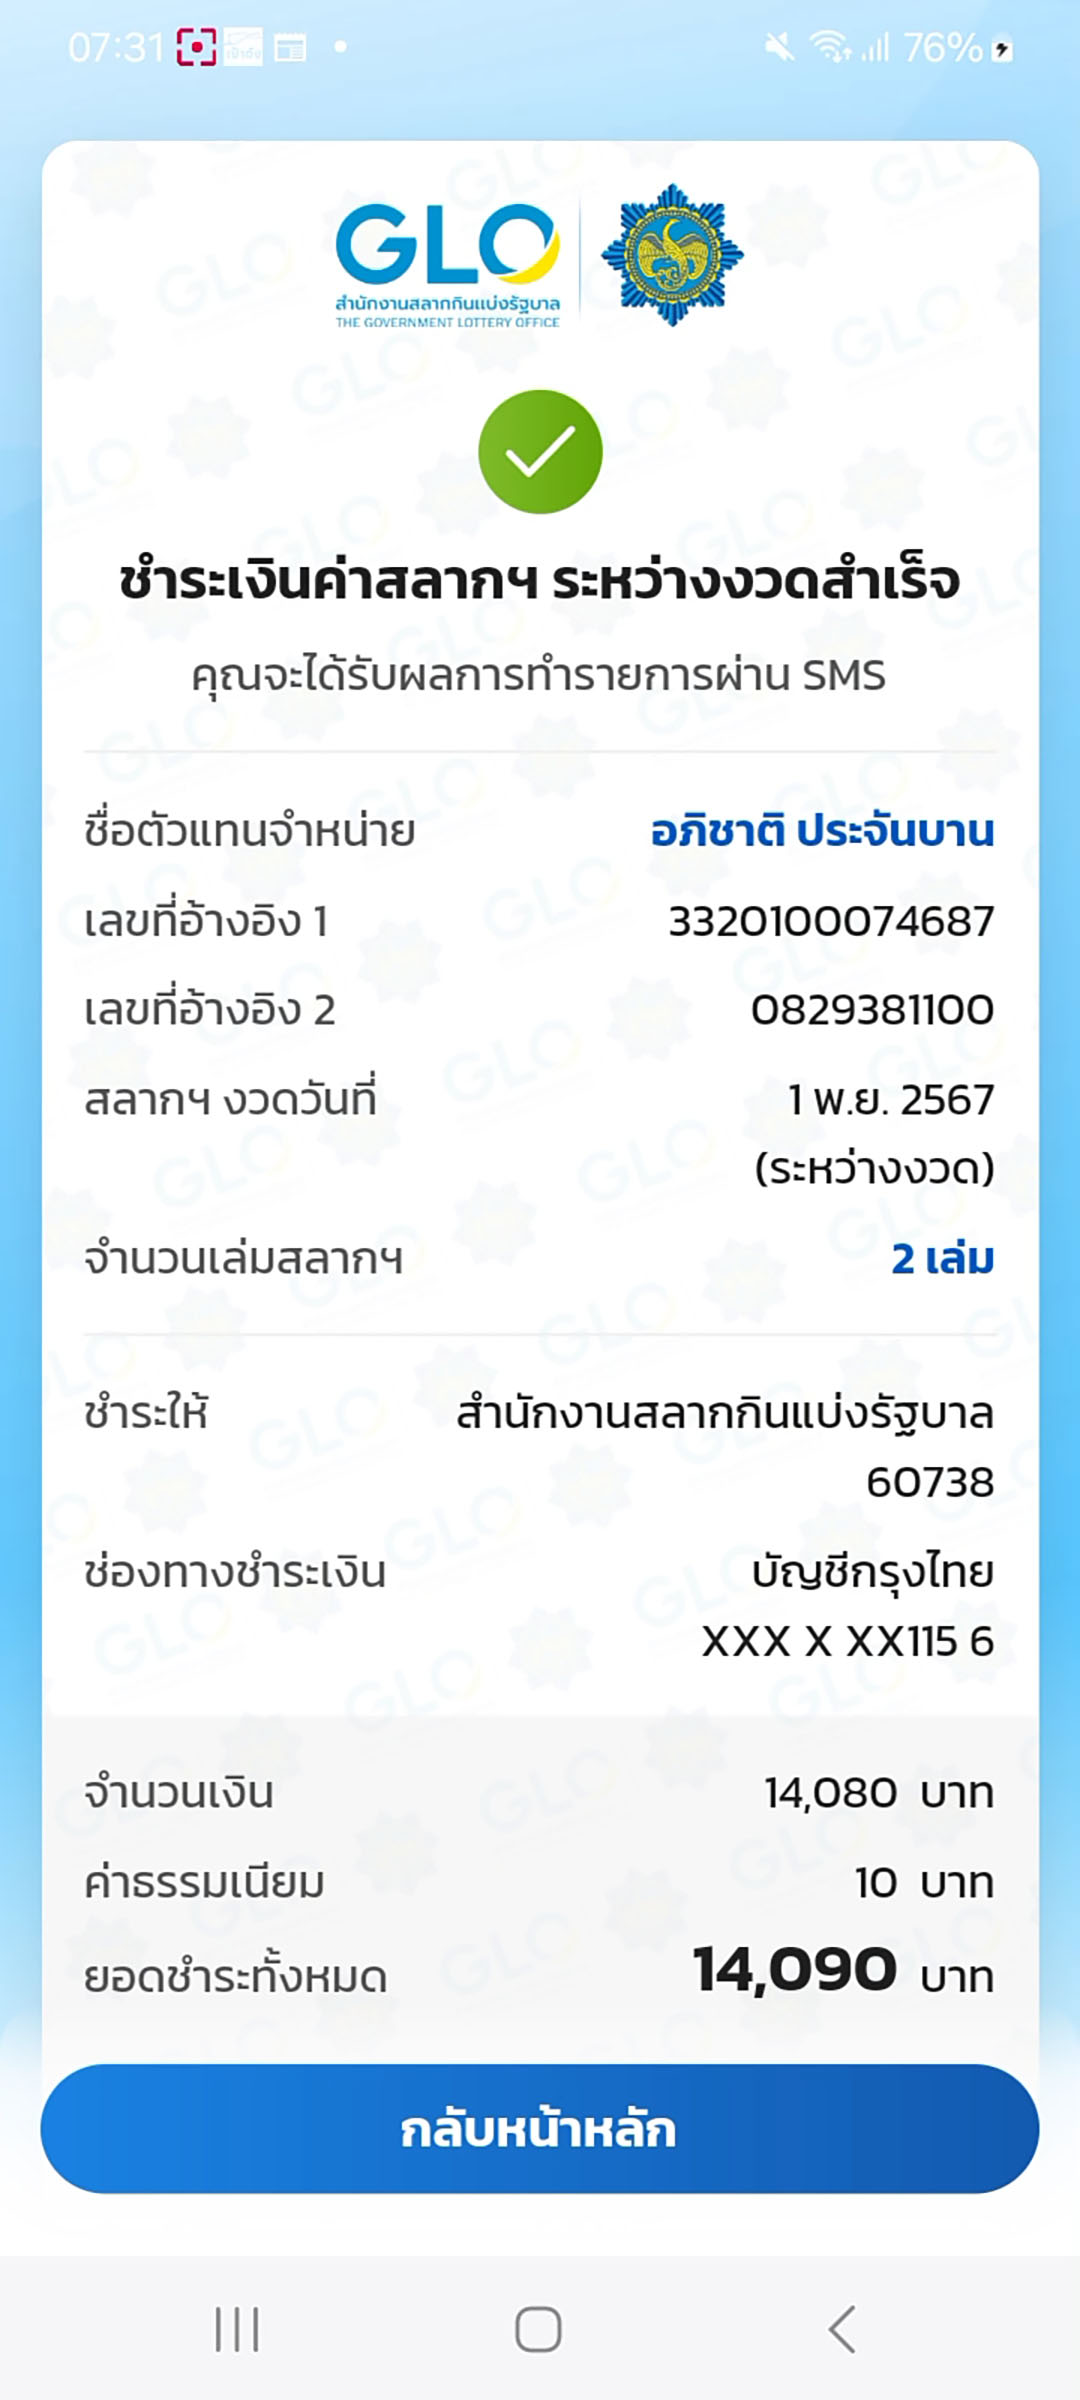 07:31
76%
GLO
สำนักงานสลากกินแบ่งรัฐบาล
THE GOVERNMENT LOTTERY OFFICE
ชำระเงินค่าสลากฯ ระหว่างงวดสำเร็จ
คุณจะได้รับผลการทำรายการผ่าน SMS
ชื่อตัวแทนจำหน่าย อภิชาติ ประจันบาน
เลขที่อ้างอิง 1 3320100074687
เลขที่อ้างอิง 2 0829381100
สลากฯ งวดวันที่ 1 พ.ย. 2567
(ระหว่างงวด)
จำนวนเล่มสลากฯ 2 เล่ม
ชำระให้ สำนักงานสลากกินแบ่งรัฐบาล
60738
ช่องทางชำระเงิน บัญชีกรุงไทย
XXX X XX115 6
จำนวนเงิน 14,080 บาท
ค่าธรรมเนียม 10 บาท
ยอดชำระทั้งหมด 14,090 บาท
กลับหน้าหลัก